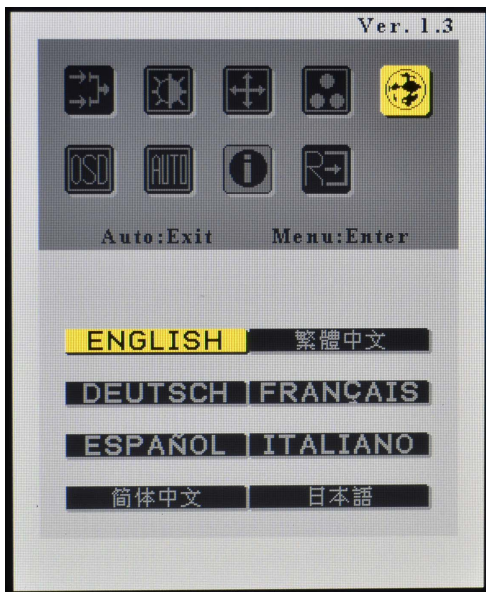 Ver. 1.3
OSD AUTO i R
Auto:Exit Menu:Enter
ENGLISH 繁體中文
DEUTSCH FRANÇAIS
ESPAÑOL ITALIANO
简体中文 日本語